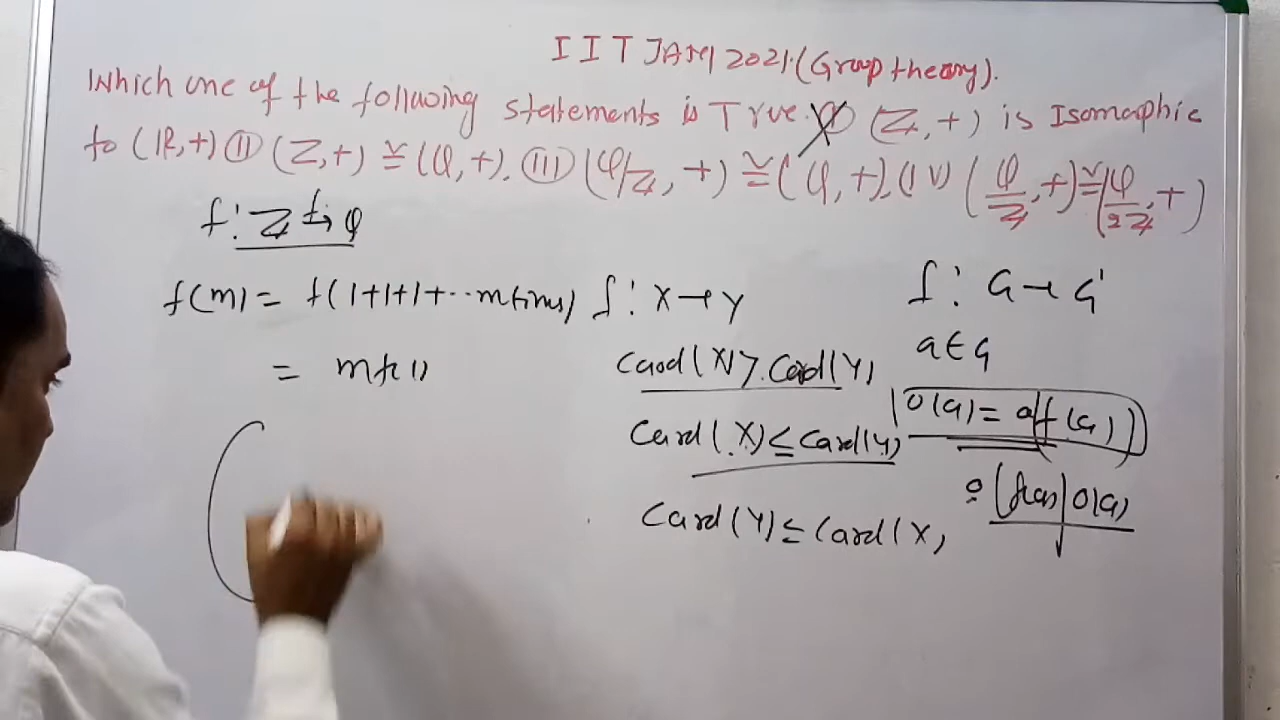 IIT JAM 2021. (Group theory).
Which one of the following statements is True. (Z, +) is Isomorphic
to (IR, +) (II) (Z, +) ≅ (Q, +). (III) (Q/Z, +) ≅ (Q, +). (IV) (Q/Z, +) ≅ (Q/2Z, +)
f: Z → Q
f(m) = f(1+1+1+... m times)
= m f(1)
f: X → Y
Card(X) > Card(Y)
Card(X) ≤ Card(Y)
Card(Y) ≤ Card(X)
f: G → G'
a ∈ G
O(a) = O(f(a))
O(f(a)) | O(a)